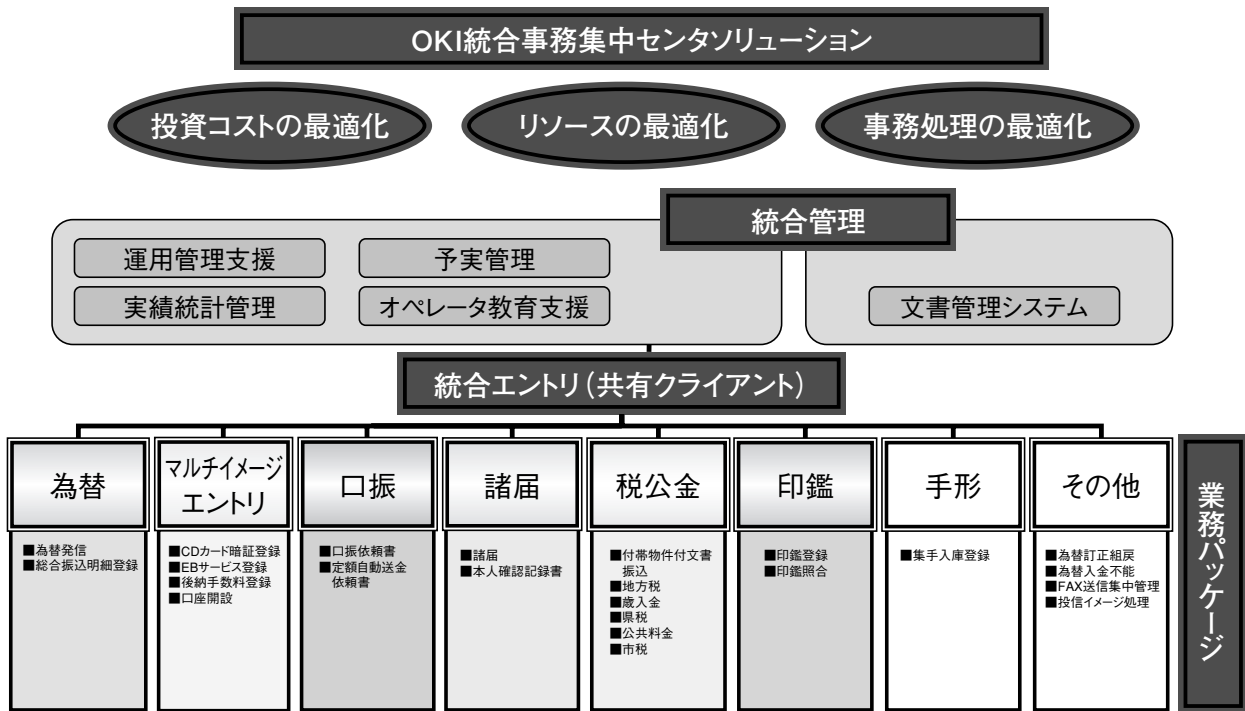 OKI統合事務集中センタソリューション
投資コストの最適化
リソースの最適化
事務処理の最適化
統合管理
運用管理支援
予実管理
実績統計管理
オペレータ教育支援
文書管理システム
統合エントリ(共有クライアント)
為替
■為替発信
■総合振込明細登録
マルチイメージ
エントリ
■CDカード暗証登録
■EBサービス登録
■後納手数料登録
■口座開設
口振
■口振依頼書
■定額自動送金
依頼書
諸届
■諸届
■本人確認記録書
税公金
■付帯物件付文書
振込
■地方税
■歳入金
■県税
■公共料金
■市税
印鑑
■印鑑登録
■印鑑照合
手形
■集手入庫登録
その他
■為替訂正組戻
■為替入金不能
■FAX送信集中管理
■投信イメージ処理
業務パッケージ